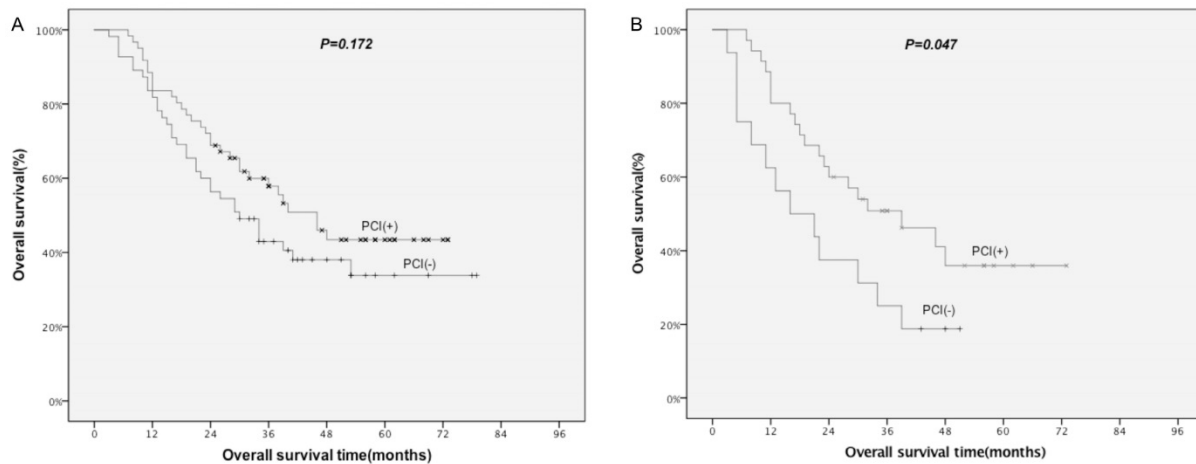 A
P=0.172
100%
80%
60%
40%
20%
0%
Overall survival(%)
PCI(+)
PCI(-)
0 12 24 36 48 60 72 84 96
Overall survival time(months)
B
P=0.047
100%
80%
60%
40%
20%
0%
Overall survival(%)
PCI(+)
PCI(-)
0 12 24 36 48 60 72 84 96
Overall survival time(months)